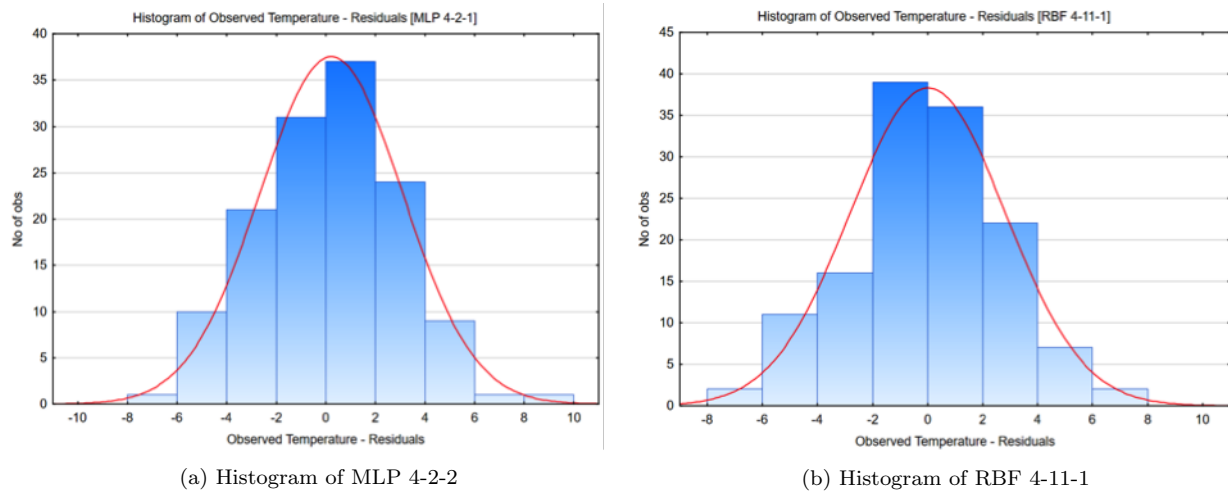 Histogram of Observed Temperature - Residuals [MLP 4-2-1]
40
35
30
25
20
15
10
5
0
No of obs
-10 -8 -6 -4 -2 0 2 4 6 8 10
Observed Temperature - Residuals
(a) Histogram of MLP 4-2-2
Histogram of Observed Temperature - Residuals [RBF 4-11-1]
45
40
35
30
25
20
15
10
5
0
No of obs
-8 -6 -4 -2 0 2 4 6 8 10
Observed Temperature - Residuals
(b) Histogram of RBF 4-11-1